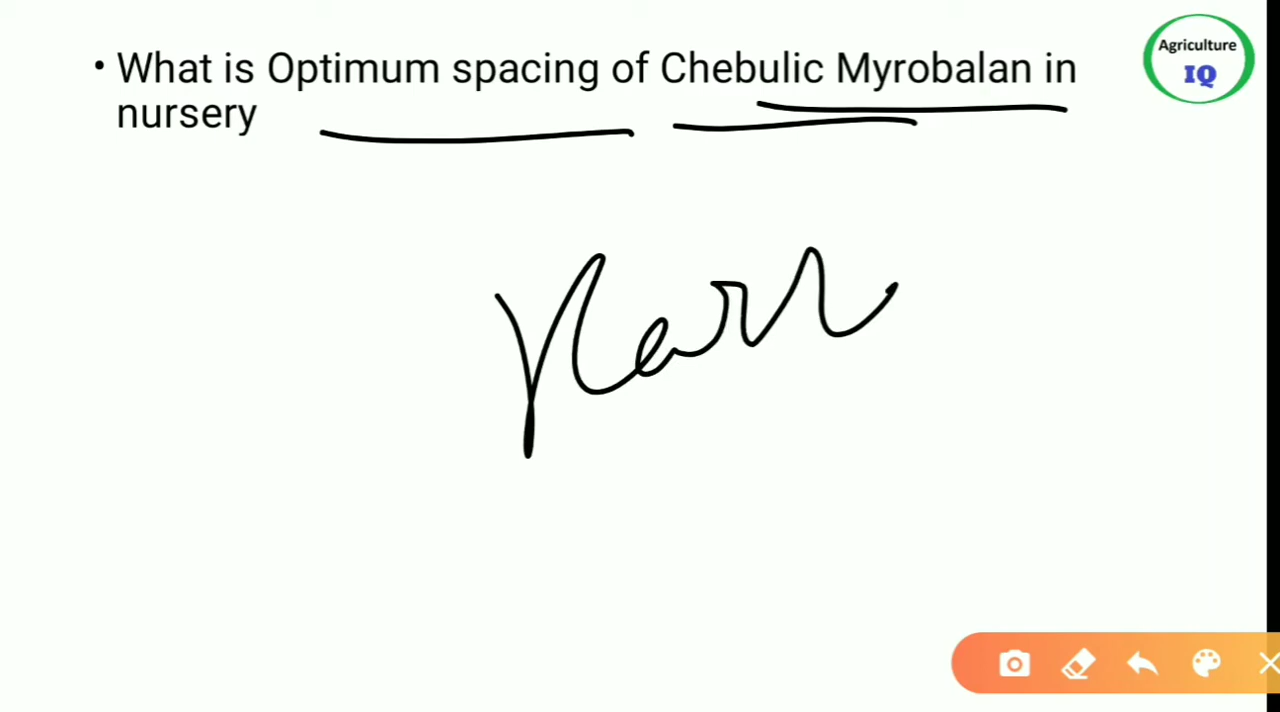 • What is Optimum spacing of Chebulic Myrobalan in
nursery
Agriculture
IQ